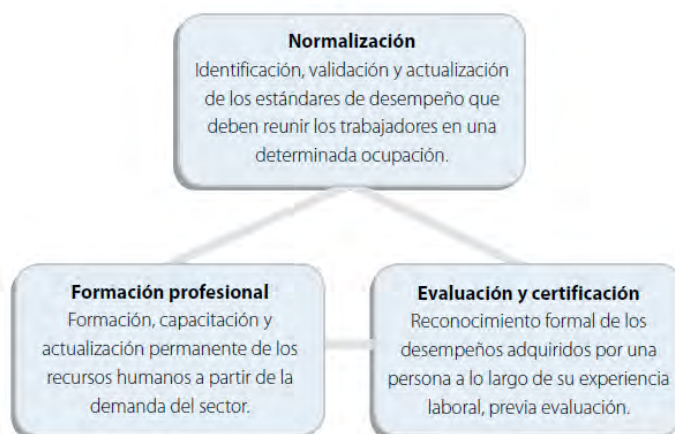 Normalización
Identificación, validación y actualización
de los estándares de desempeño que
deben reunir los trabajadores en una
determinada ocupación.
Formación profesional
Formación, capacitación y
actualización permanente de los
recursos humanos a partir de la
demanda del sector.
Evaluación y certificación
Reconocimiento formal de los
desempeños adquiridos por una
persona a lo largo de su experiencia
laboral, previa evaluación.